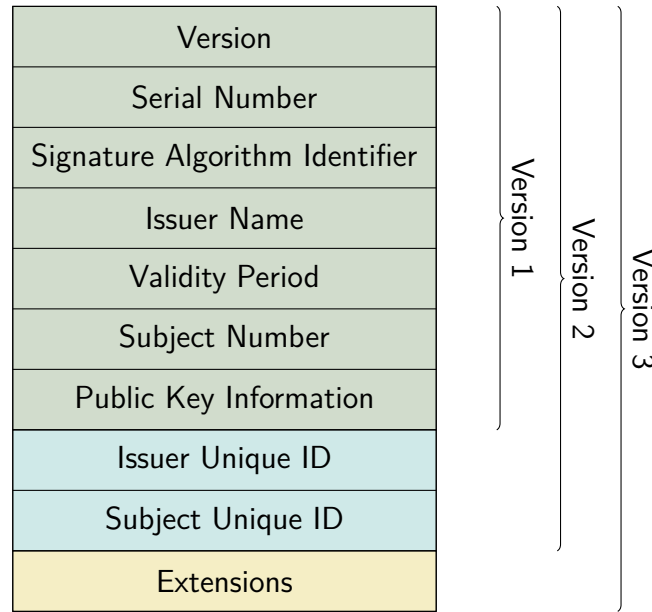 Version
Serial Number
Signature Algorithm Identifier
Issuer Name
Validity Period
Subject Number
Public Key Information
Issuer Unique ID
Subject Unique ID
Extensions
Version 1
Version 2
Version 3